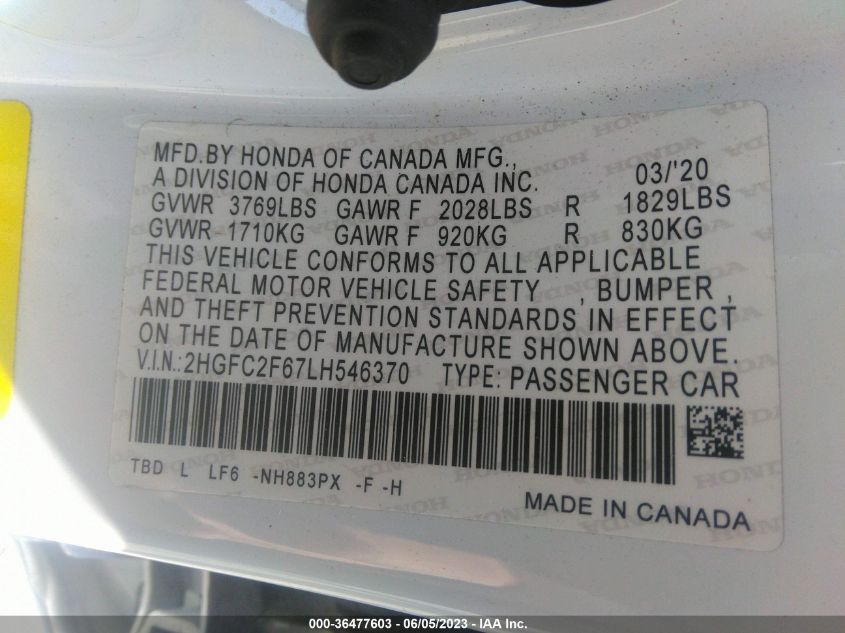 MFD.BY HONDA OF CANADA MFG.,
A DIVISION OF HONDA CANADA INC. 03/'20
GVWR 3769LBS GAWR F 2028LBS R 1829LBS
GVWR 1710KG GAWR F 920KG R 830KG
THIS VEHICLE CONFORMS TO ALL APPLICABLE
FEDERAL MOTOR VEHICLE SAFETY , BUMPER ,
AND THEFT PREVENTION STANDARDS IN EFFECT
ON THE DATE OF MANUFACTURE SHOWN ABOVE.
V.I.N.:2HGFC2F67LH546370 TYPE: PASSENGER CAR
TBD L LF6 -NH883PX -F -H
MADE IN CANADA
000-36477603 - 06/05/2023 - IAA Inc.